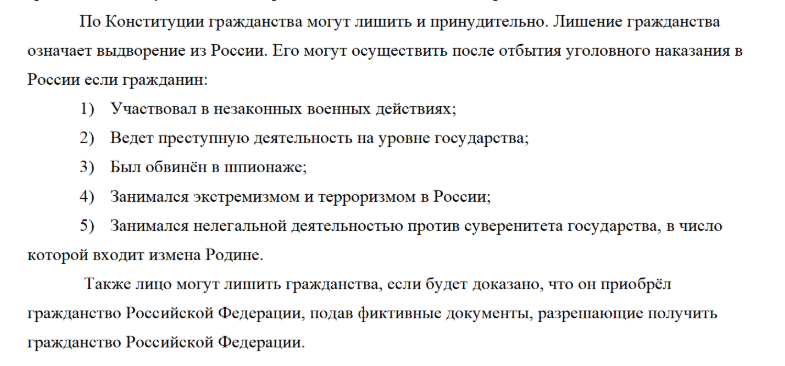 По Конституции гражданства могут лишить и принудительно. Лишение гражданства
означает выдворение из России. Его могут осуществить после отбытия уголовного наказания в
России если гражданин:
1) Участвовал в незаконных военных действиях;
2) Ведет преступную деятельность на уровне государства;
3) Был обвинён в шпионаже;
4) Занимался экстремизмом и терроризмом в России;
5) Занимался нелегальной деятельностью против суверенитета государства, в число
которой входит измена Родине.
Также лицо могут лишить гражданства, если будет доказано, что он приобрёл
гражданство Российской Федерации, подав фиктивные документы, разрешающие получить
гражданство Российской Федерации.